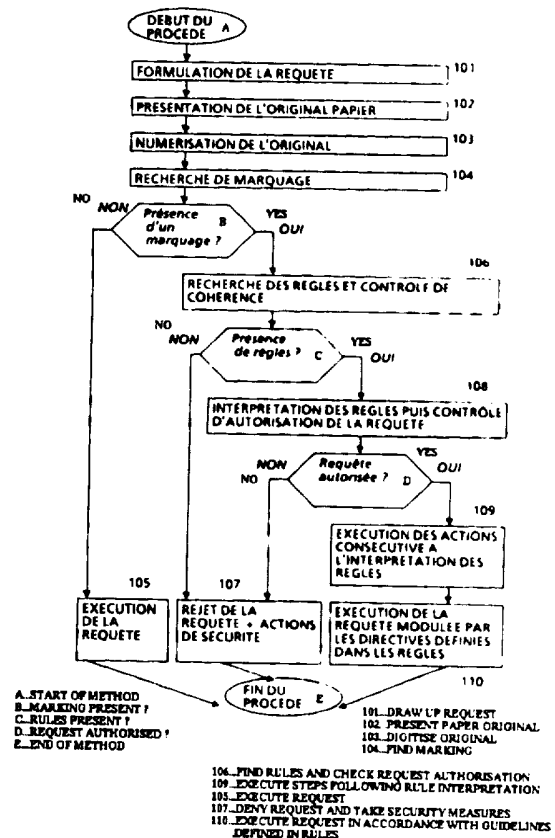 DEBUT DU
PROCEDE A
101
FORMULATION DE LA REQUETE
102
PRESENTATION DE L'ORIGINAL PAPIER
103
NUMERISATION DE L'ORIGINAL
104
RECHERCHE DE MARQUAGE
NO NON
Présence
d'un B
marquage ?
YES
OUI
106
RECHERCHE DES REGLES ET CONTROLE DE
COHERENCE
NO
NON
Présence
de règles ? C
YES
OUI
108
INTERPRETATION DES REGLES PUIS CONTRÔLE
D'AUTORISATION DE LA REQUÊTE
NON
NO
Requête
autorisée ? D
YES
OUI
109
EXECUTION DES ACTIONS
CONSECUTIVE A
L'INTERPRETATION DES
REGLES
105
EXECUTION
DE LA
REQUETE
107
REJET DE LA
REQUETE + ACTIONS
DE SECURITE
EXECUTION DE LA
REQUETE MODULEE PAR
LES DIRECTIVES DEFINIES
DANS LES REGLES
110
FIN DU
PROCEDE E
A...START OF METHOD
B...MARKING PRESENT ?
C...RULES PRESENT ?
D...REQUEST AUTHORISED ?
E...END OF METHOD
101...DRAW UP REQUEST
102...PRESENT PAPER ORIGINAL
103...DIGITISE ORIGINAL
104...FIND MARKING
106...FIND RULES AND CHECK REQUEST AUTHORISATION
109...EXECUTE STEPS FOLLOWING RULE INTERPRETATION
105...EXECUTE REQUEST
107...DENY REQUEST AND TAKE SECURITY MEASURES
110...EXECUTE REQUEST IN ACCORDANCE WITH GUIDELINES
DEFINED IN RULES